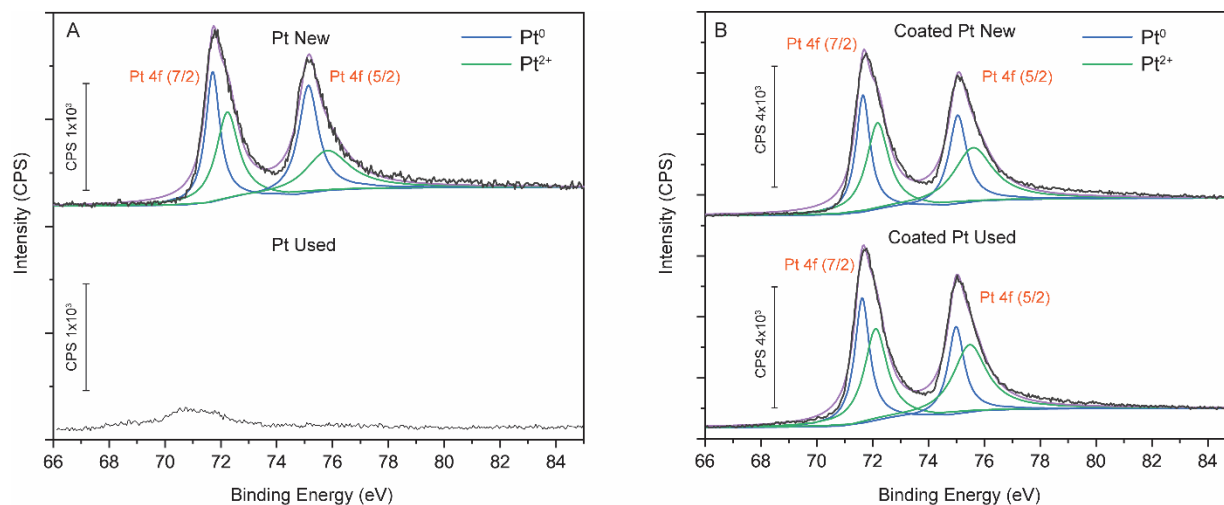 A
Pt New
Pt⁰
Pt²⁺
Pt 4f (7/2)
Pt 4f (5/2)
CPS 1x10³
Pt Used
CPS 1x10³
Intensity (CPS)
66 68 70 72 74 76 78 80 82 84
Binding Energy (eV)
B
Coated Pt New
Pt⁰
Pt²⁺
Pt 4f (7/2)
Pt 4f (5/2)
CPS 4x10³
Coated Pt Used
Pt 4f (7/2)
Pt 4f (5/2)
CPS 4x10³
Intensity (CPS)
66 68 70 72 74 76 78 80 82 84
Binding Energy (eV)